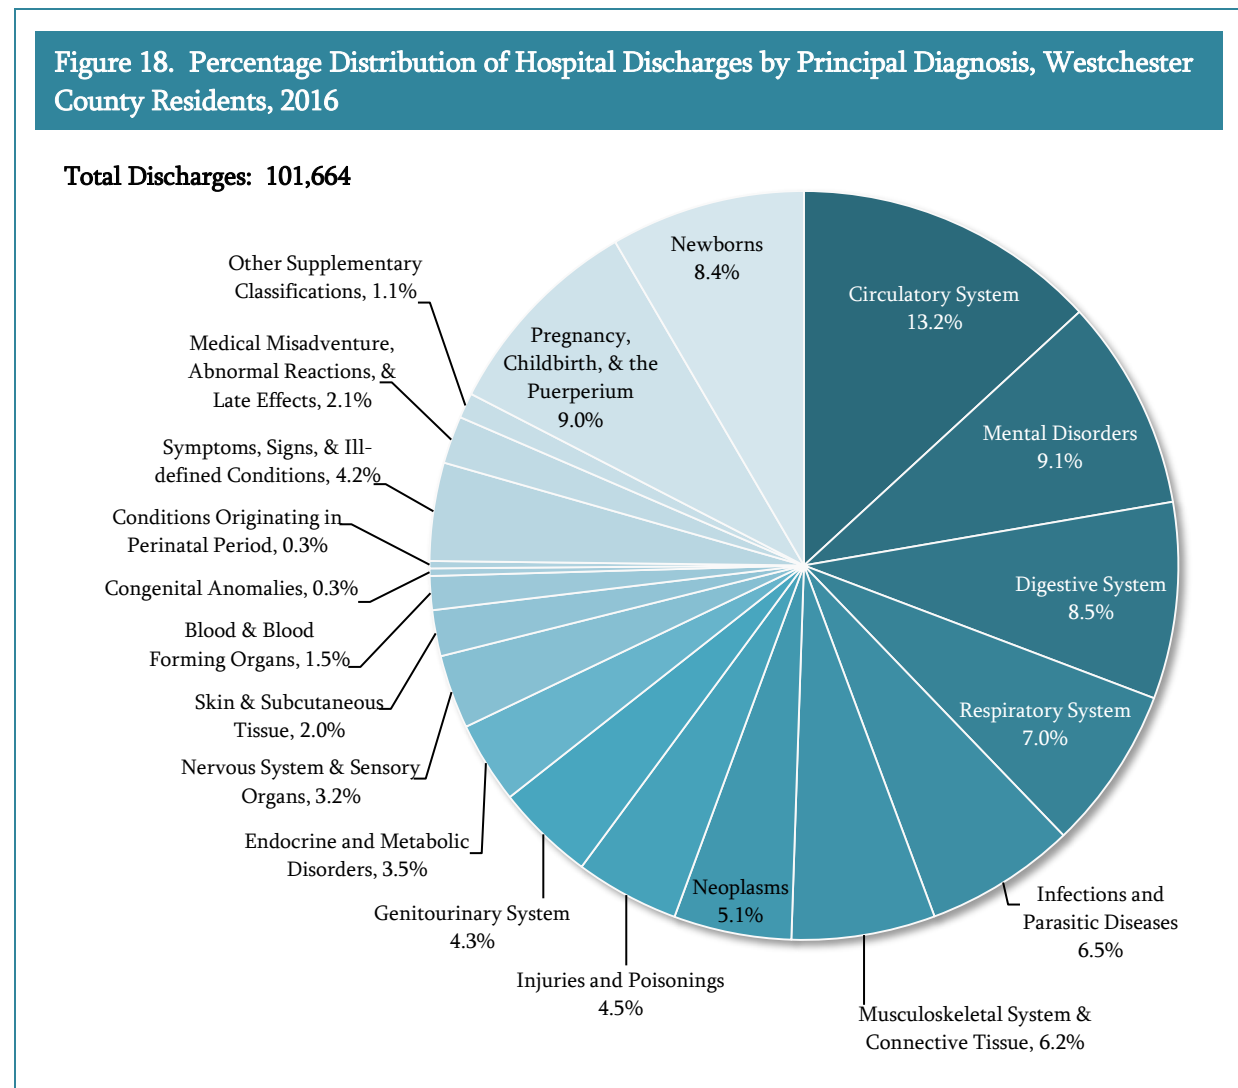 Figure 18.  Percentage Distribution of Hospital Discharges by Principal Diagnosis, Westchester
County Residents, 2016
Total Discharges:  101,664
Newborns
8.4%
Circulatory System
13.2%
Other Supplementary
Classifications, 1.1%
Pregnancy,
Childbirth, & the
Puerperium
9.0%
Medical Misadventure,
Abnormal Reactions, &
Late Effects, 2.1%
Mental Disorders
9.1%
Symptoms, Signs, & Ill-
defined Conditions, 4.2%
Conditions Originating in
Perinatal Period, 0.3%
Congenital Anomalies, 0.3%
Digestive System
8.5%
Blood & Blood
Forming Organs, 1.5%
Skin & Subcutaneous
Tissue, 2.0%
Respiratory System
7.0%
Nervous System & Sensory
Organs, 3.2%
Endocrine and Metabolic
Disorders, 3.5%
Neoplasms
5.1%
Infections and
Parasitic Diseases
6.5%
Genitourinary System
4.3%
Injuries and Poisonings
4.5%
Musculoskeletal System &
Connective Tissue, 6.2%